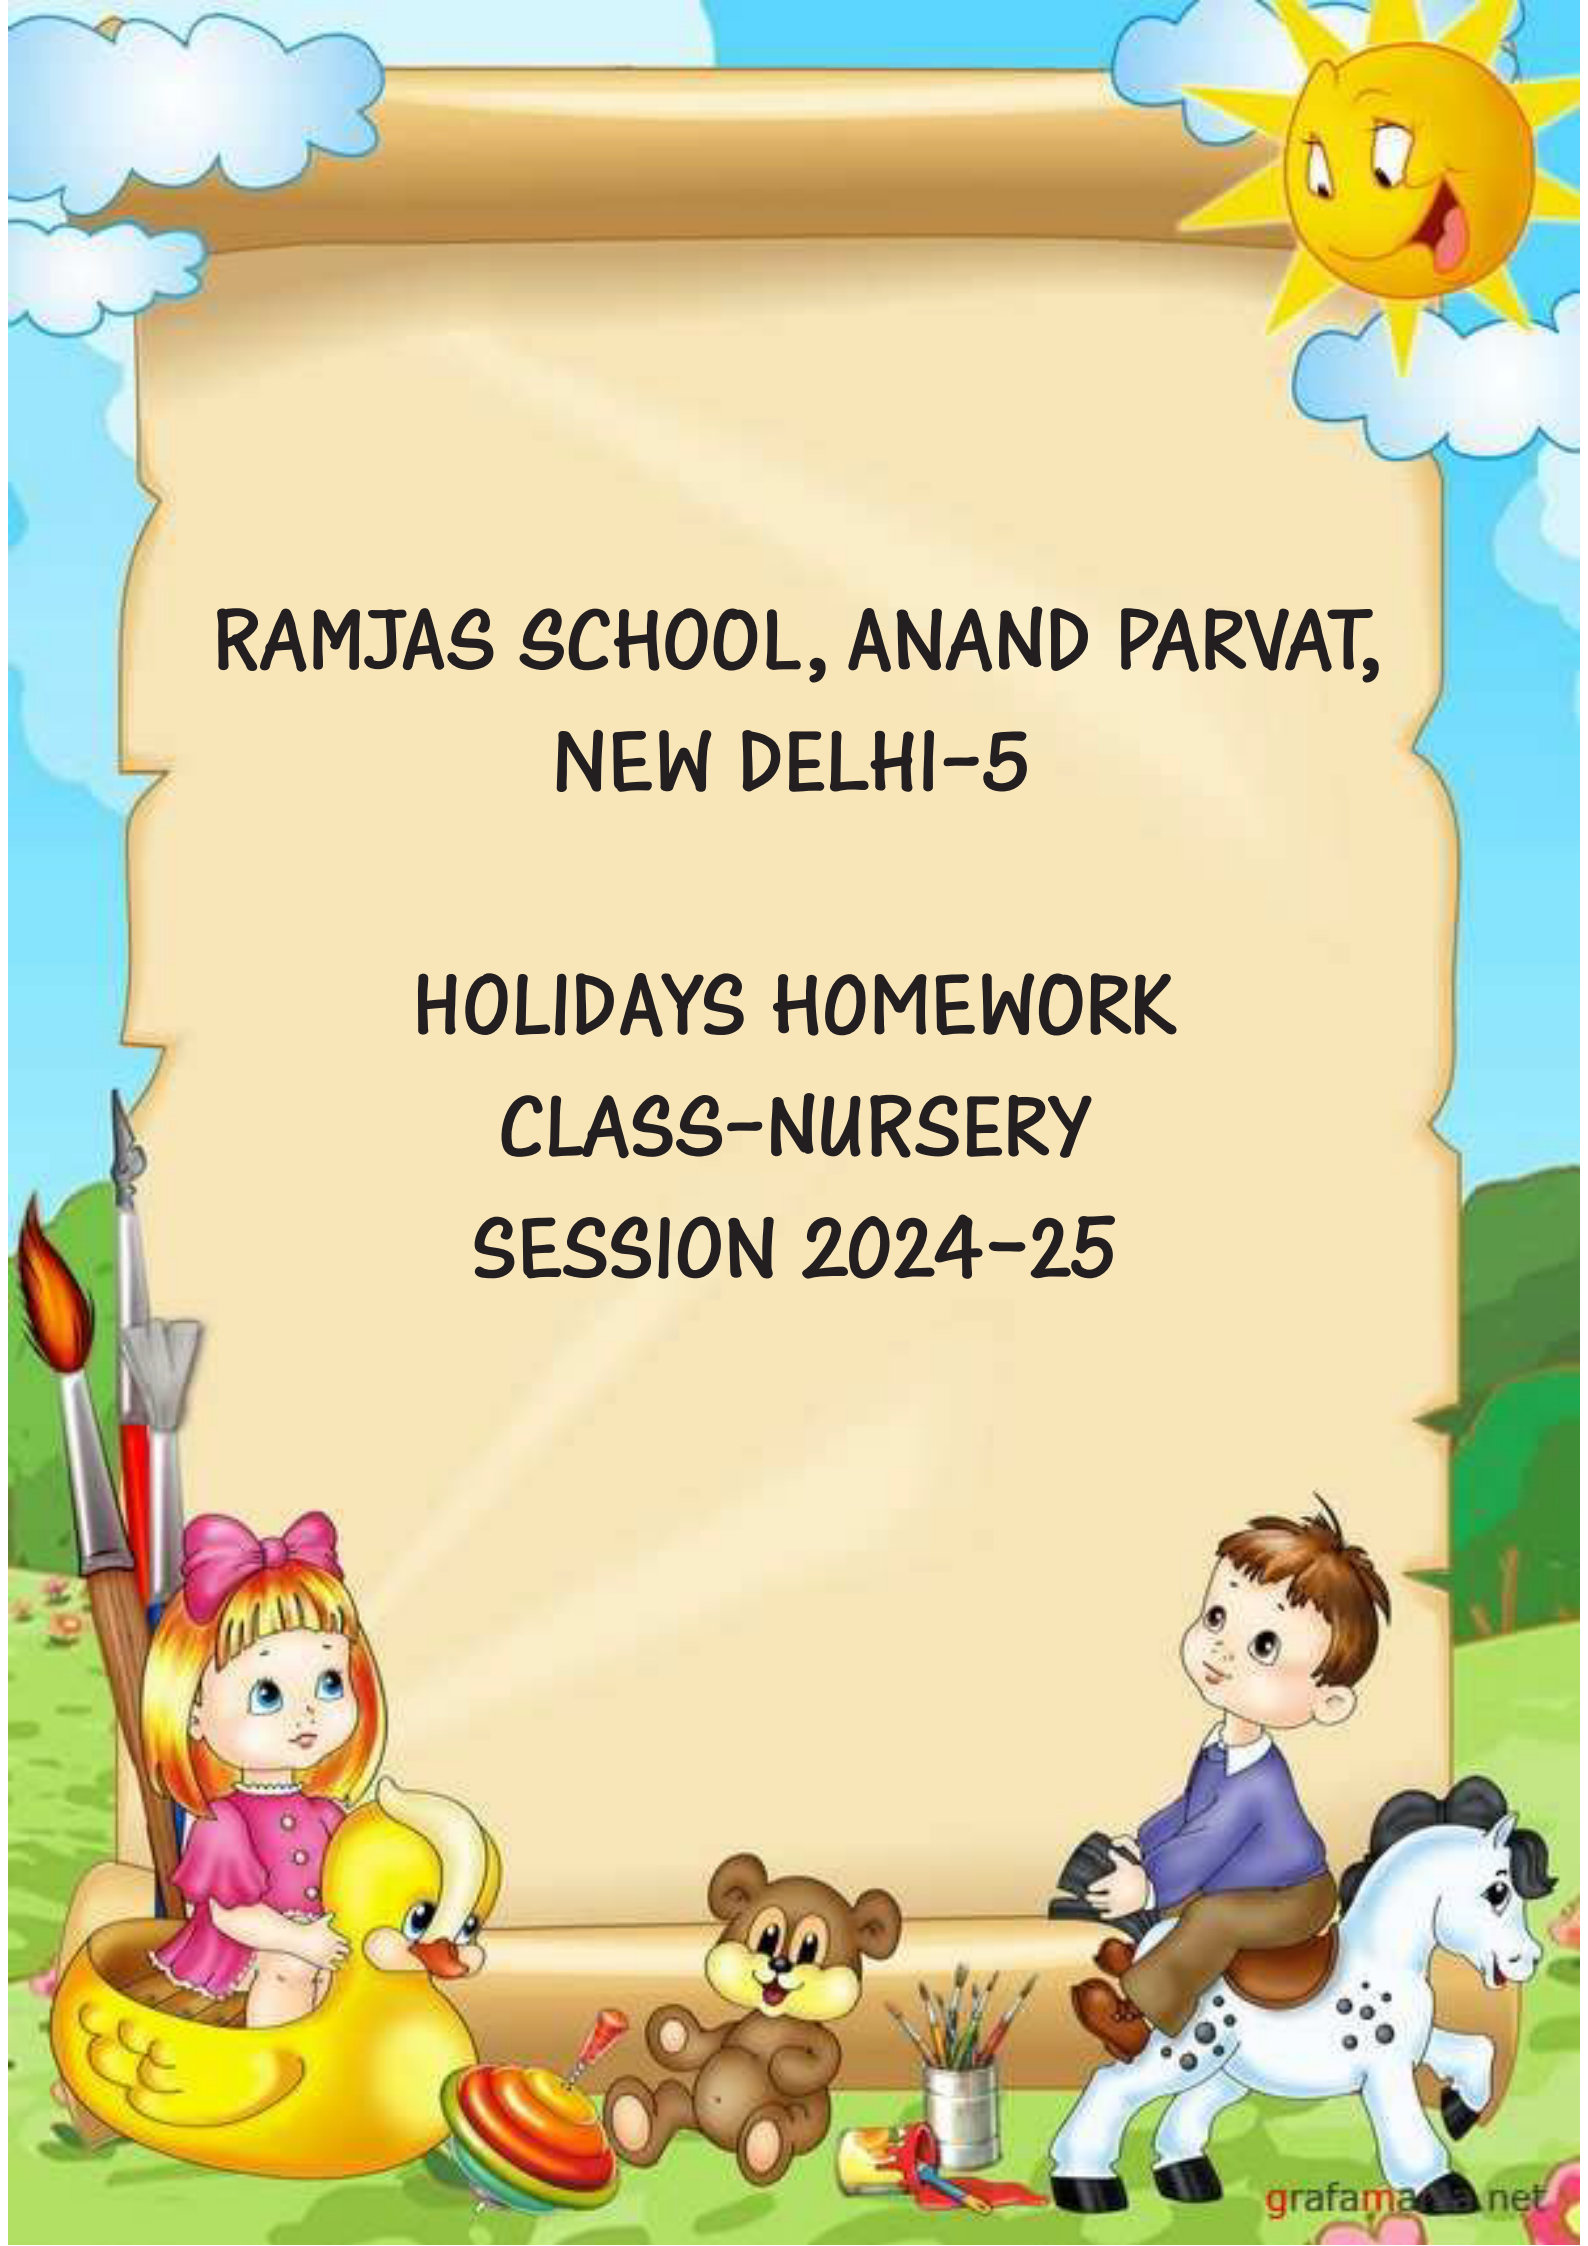 RAMJAS SCHOOL, ANAND PARVAT,
NEW DELHI-5
HOLIDAYS HOMEWORK
CLASS-NURSERY
SESSION 2024-25